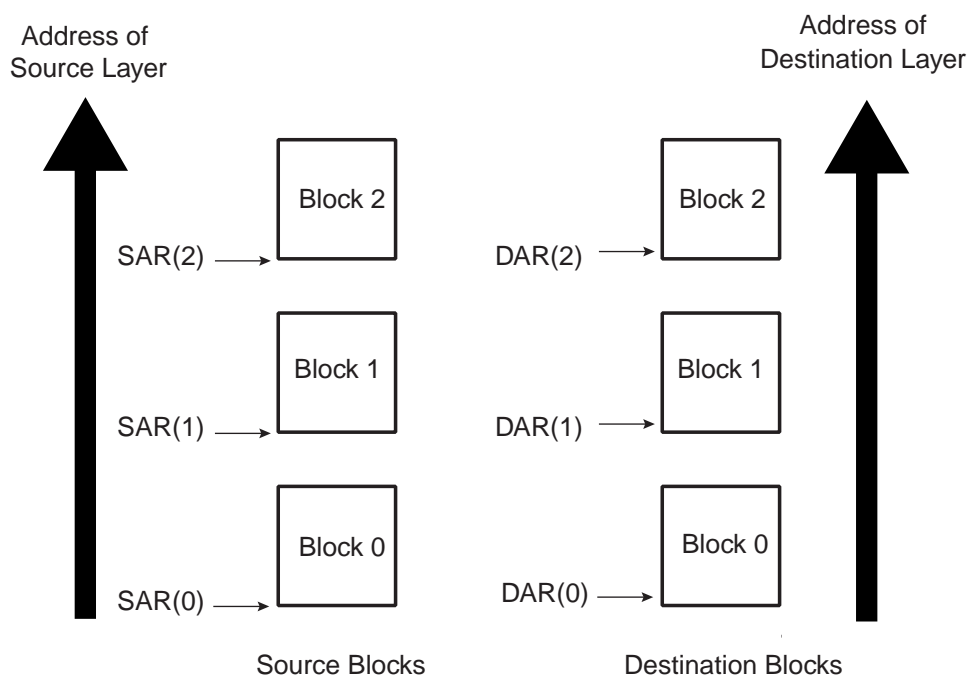 Address of
Source Layer
Address of
Destination Layer
Block 2
Block 2
SAR(2)
DAR(2)
Block 1
Block 1
SAR(1)
DAR(1)
Block 0
Block 0
SAR(0)
DAR(0)
Source Blocks
Destination Blocks